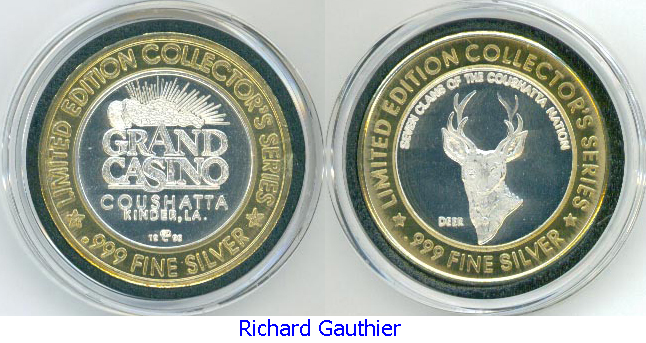 LIMITED EDITION COLLECTOR'S SERIES
GRAND
CASINO
COUSHATTA
KINDER, LA.
.999 FINE SILVER
LIMITED EDITION COLLECTOR'S SERIES
SEVEN CLANS OF THE COUSHATTA NATION
DEER
.999 FINE SILVER
Richard Gauthier